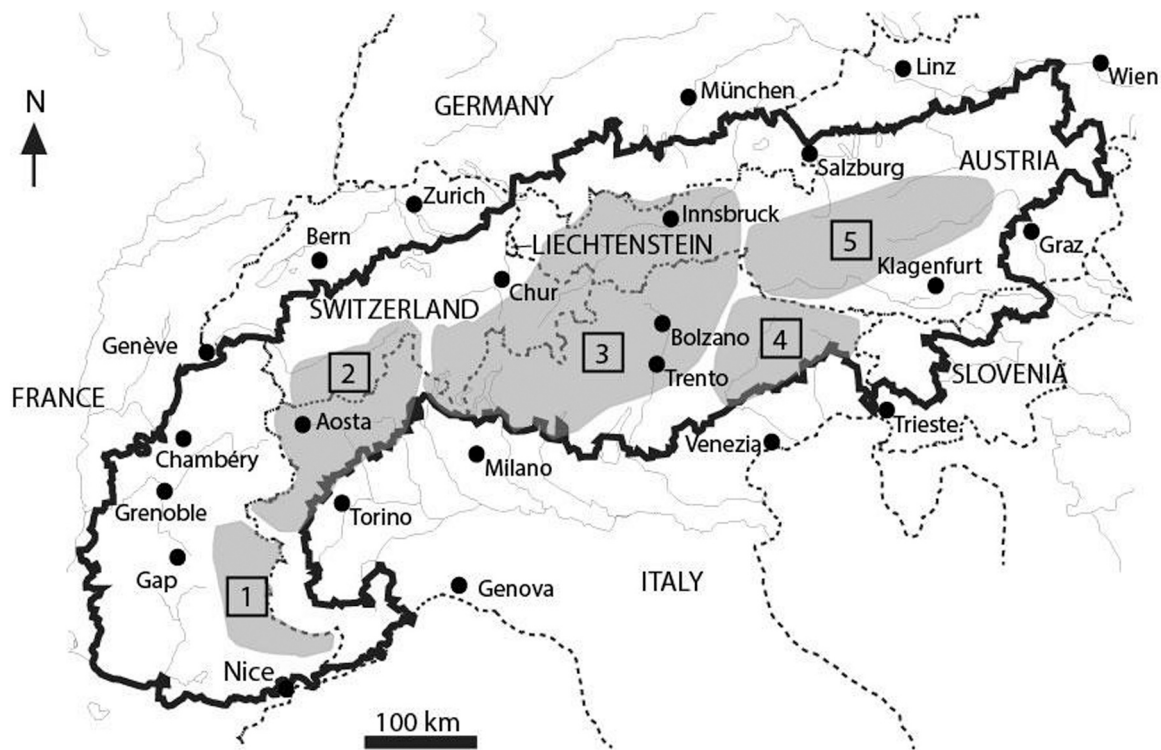 Linz
Wien
München
GERMANY
N
Salzburg
AUSTRIA
Zurich
Innsbruck
Bern
LIECHTENSTEIN
5
Graz
Klagenfurt
Chur
SWITZERLAND
Bolzano
4
Genève
3
2
Trento
SLOVENIA
FRANCE
Aosta
Trieste
Venezia
Chambéry
Milano
Grenoble
Torino
Gap
1
Genova
ITALY
Nice
100 km